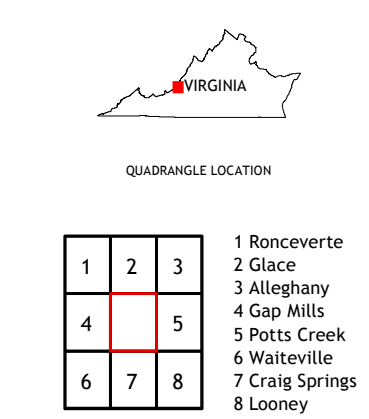 VIRGINIA
QUADRANGLE LOCATION
1 2 3
4 5
6 7 8
1 Ronceverte
2 Glace
3 Alleghany
4 Gap Mills
5 Potts Creek
6 Waiteville
7 Craig Springs
8 Looney